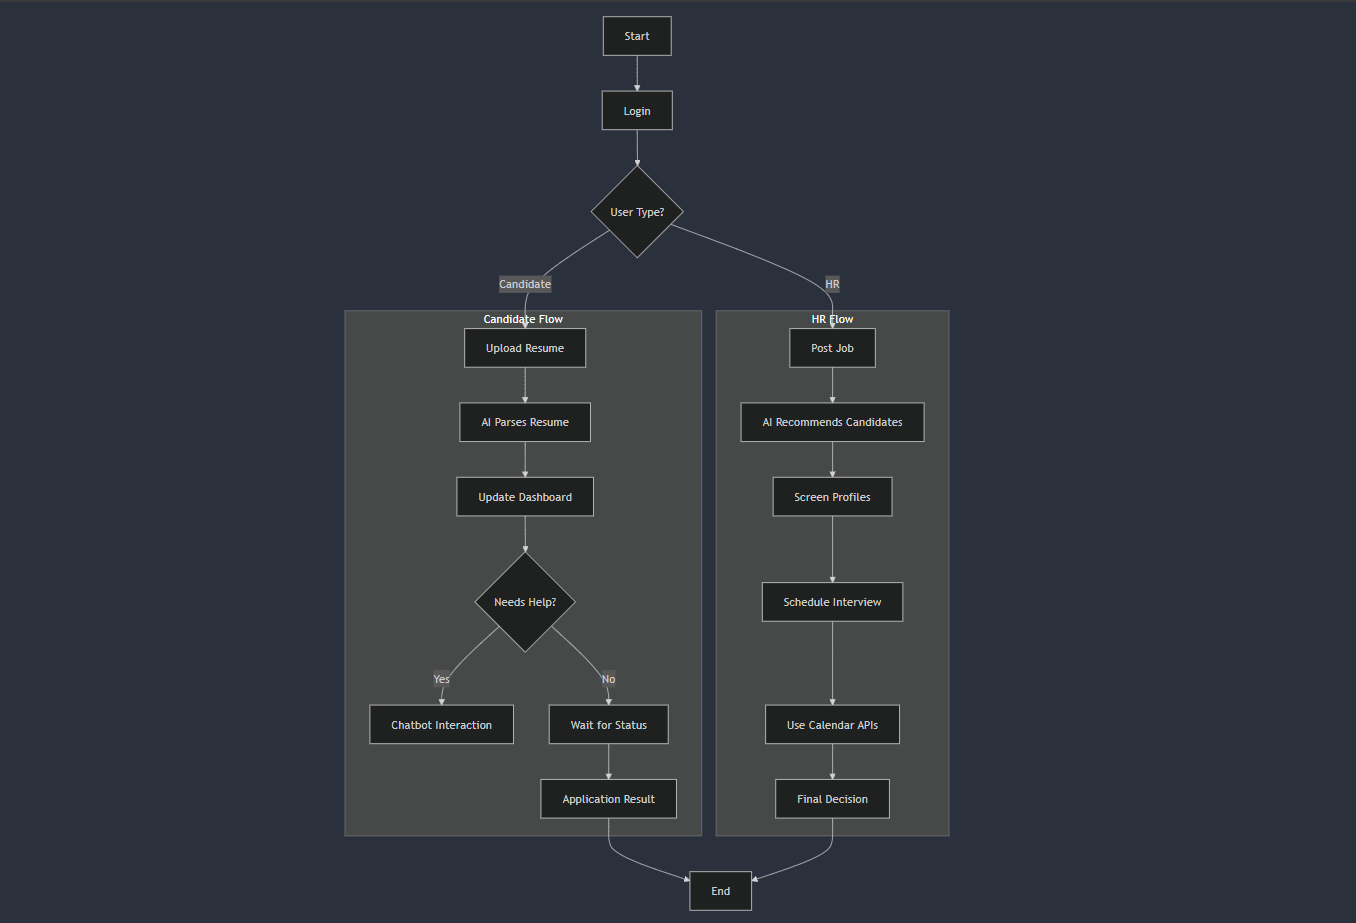 Start
Login
User Type?
Candidate
HR
Candidate Flow
HR Flow
Upload Resume
Post Job
AI Parses Resume
AI Recommends Candidates
Update Dashboard
Screen Profiles
Needs Help?
Schedule Interview
Yes
No
Chatbot Interaction
Wait for Status
Use Calendar APIs
Application Result
Final Decision
End